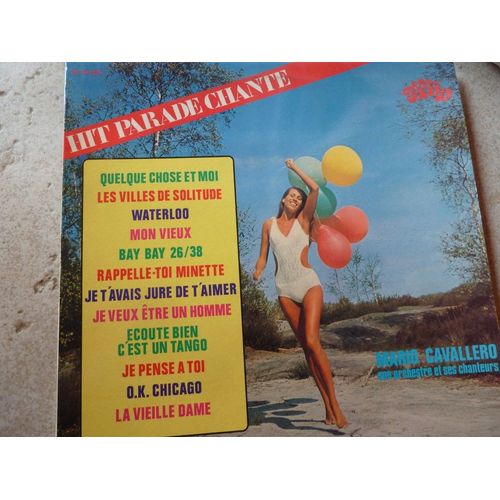 HIT PARADE CHANTE
QUELQUE CHOSE ET MOI
LES VILLES DE SOLITUDE
WATERLOO
MON VIEUX
BAY BAY 26/38
RAPPELLE-TOI MINETTE
JE T'AVAIS JURE DE T'AIMER
JE VEUX ÊTRE UN HOMME
ECOUTE BIEN
C'EST UN TANGO
JE PENSE A TOI
O.K. CHICAGO
LA VIEILLE DAME
MARIO CAVALLERO
son orchestre et ses chanteurs